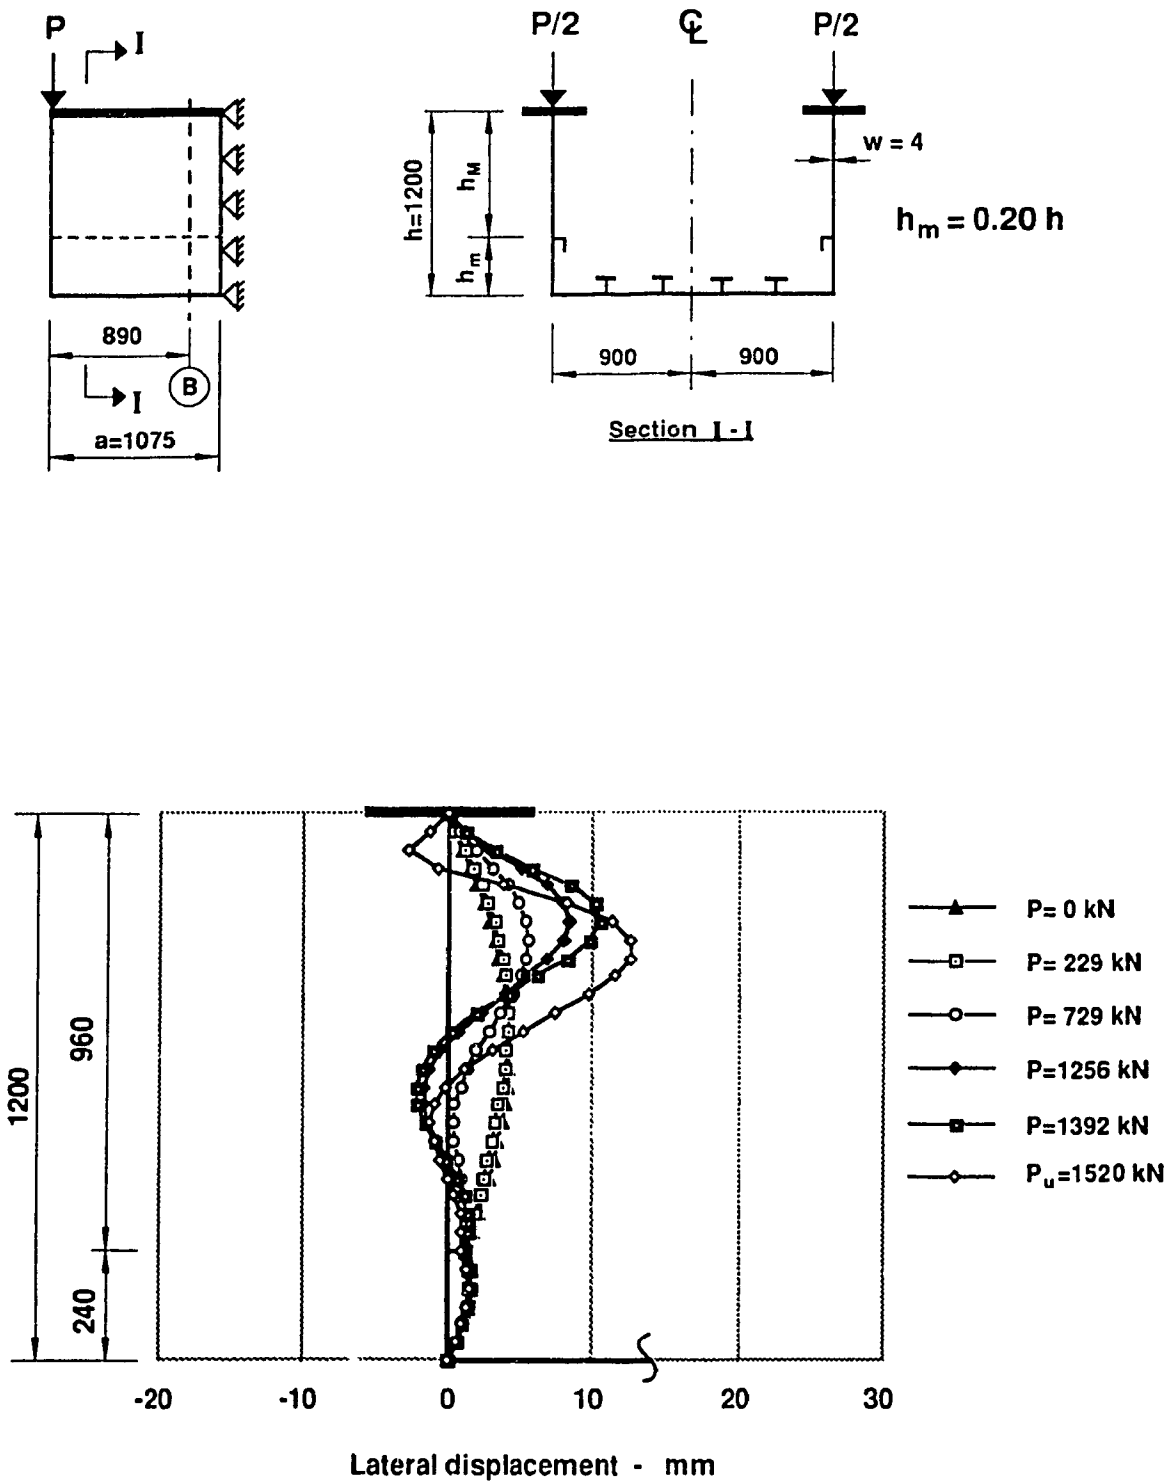 P
I
P/2
C
L
P/2
w = 4
h=1200
hM
hm
hm = 0.20 h
890
900
900
B
I
a=1075
Section I - I
P= 0 kN
P= 229 kN
P= 729 kN
P=1256 kN
P=1392 kN
Pu=1520 kN
960
1200
240
-20
-10
0
10
20
30
Lateral displacement - mm